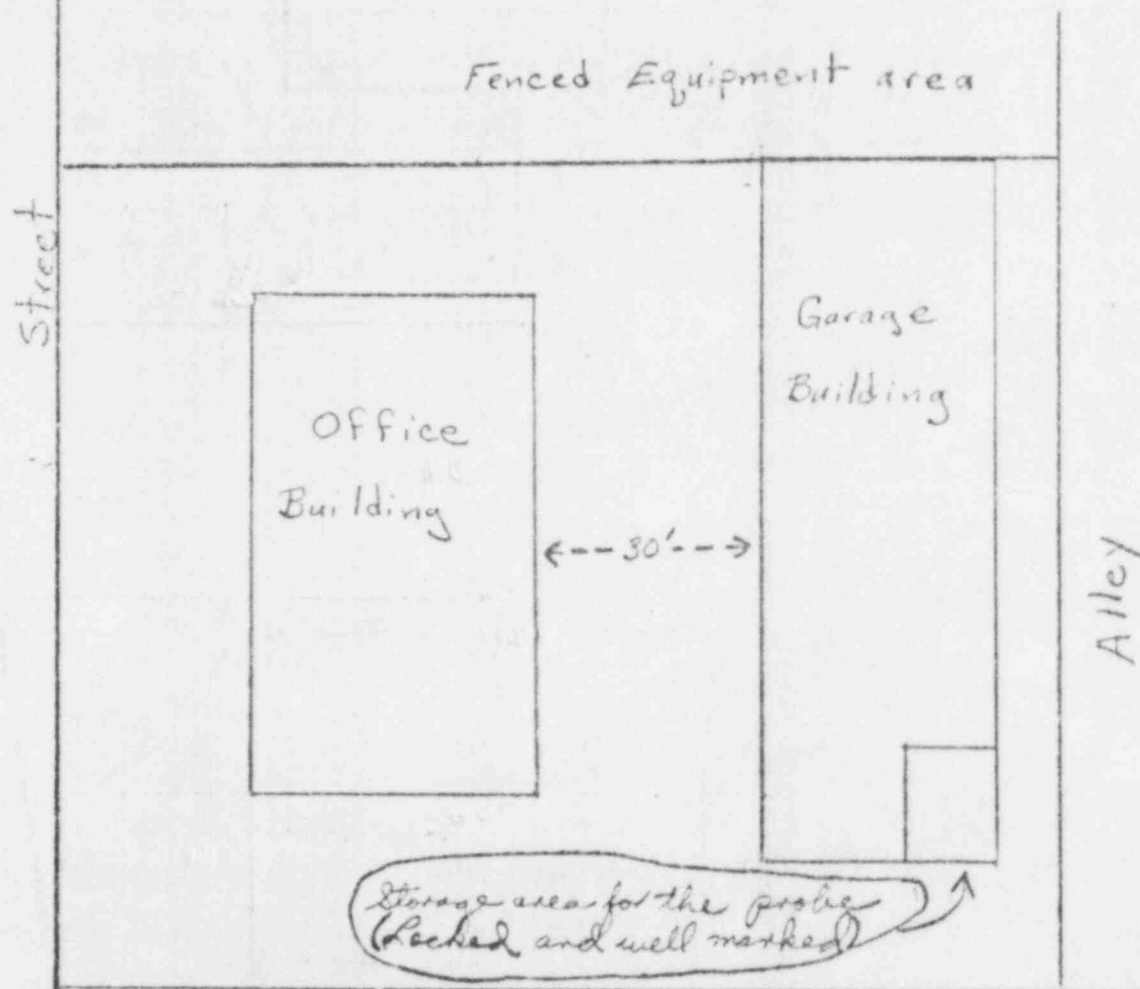 Fenced Equipment area
Street
Garage
Building
Office
Building
30'
Alley
Storage area for the probe
(Locked and well marked)